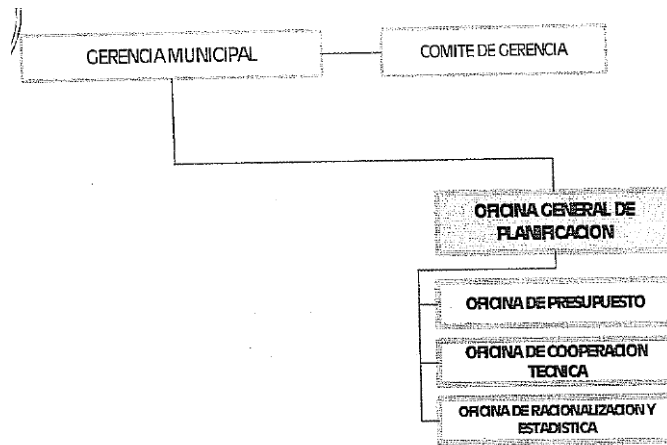 GERENCIA MUNICIPAL
COMITE DE GERENCIA
OFICINA GENERAL DE
PLANIFICACION
OFICINA DE PRESUPUESTO
OFICINA DE COOPERACION
TECNICA
OFICINA DE RACIONALIZACION Y
ESTADISTICA